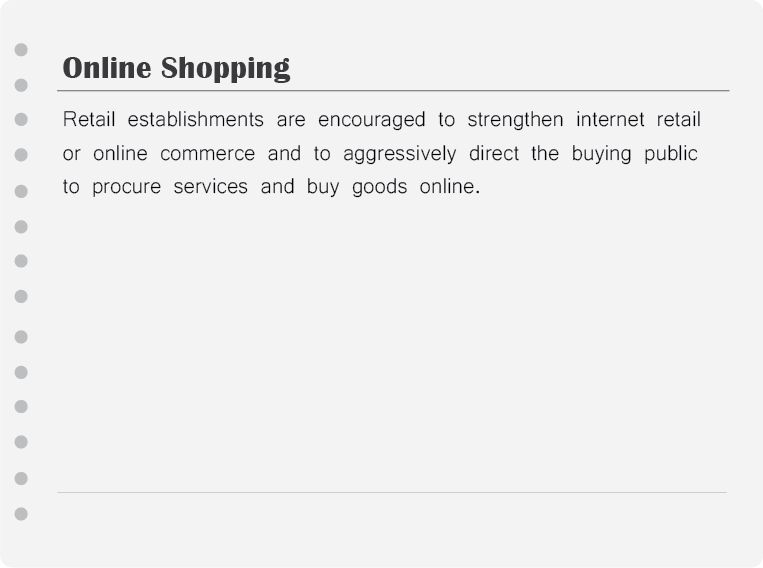 Online Shopping
Retail establishments are encouraged to strengthen internet retail
or online commerce and to aggressively direct the buying public
to procure services and buy goods online.